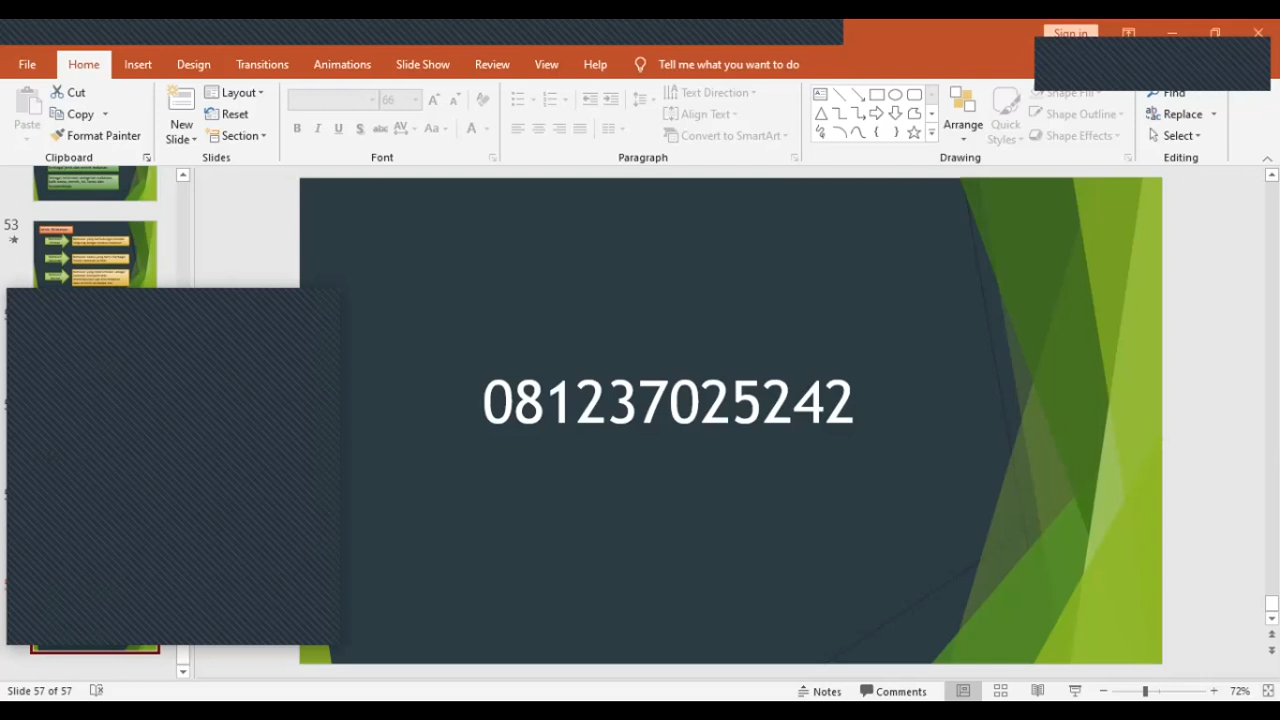 Sign in
File Home Insert Design Transitions Animations Slide Show Review View Help Tell me what you want to do
Cut
Copy
Format Painter
Paste
Clipboard
New
Slide
Layout
Reset
Section
Slides
66
Font
Text Direction
Align Text
Convert to SmartArt
Paragraph
Arrange
Quick
Styles
Shape Fill
Shape Outline
Shape Effects
Drawing
Find
Replace
Select
Editing
53
081237025242
Slide 57 of 57
Notes
Comments
72%